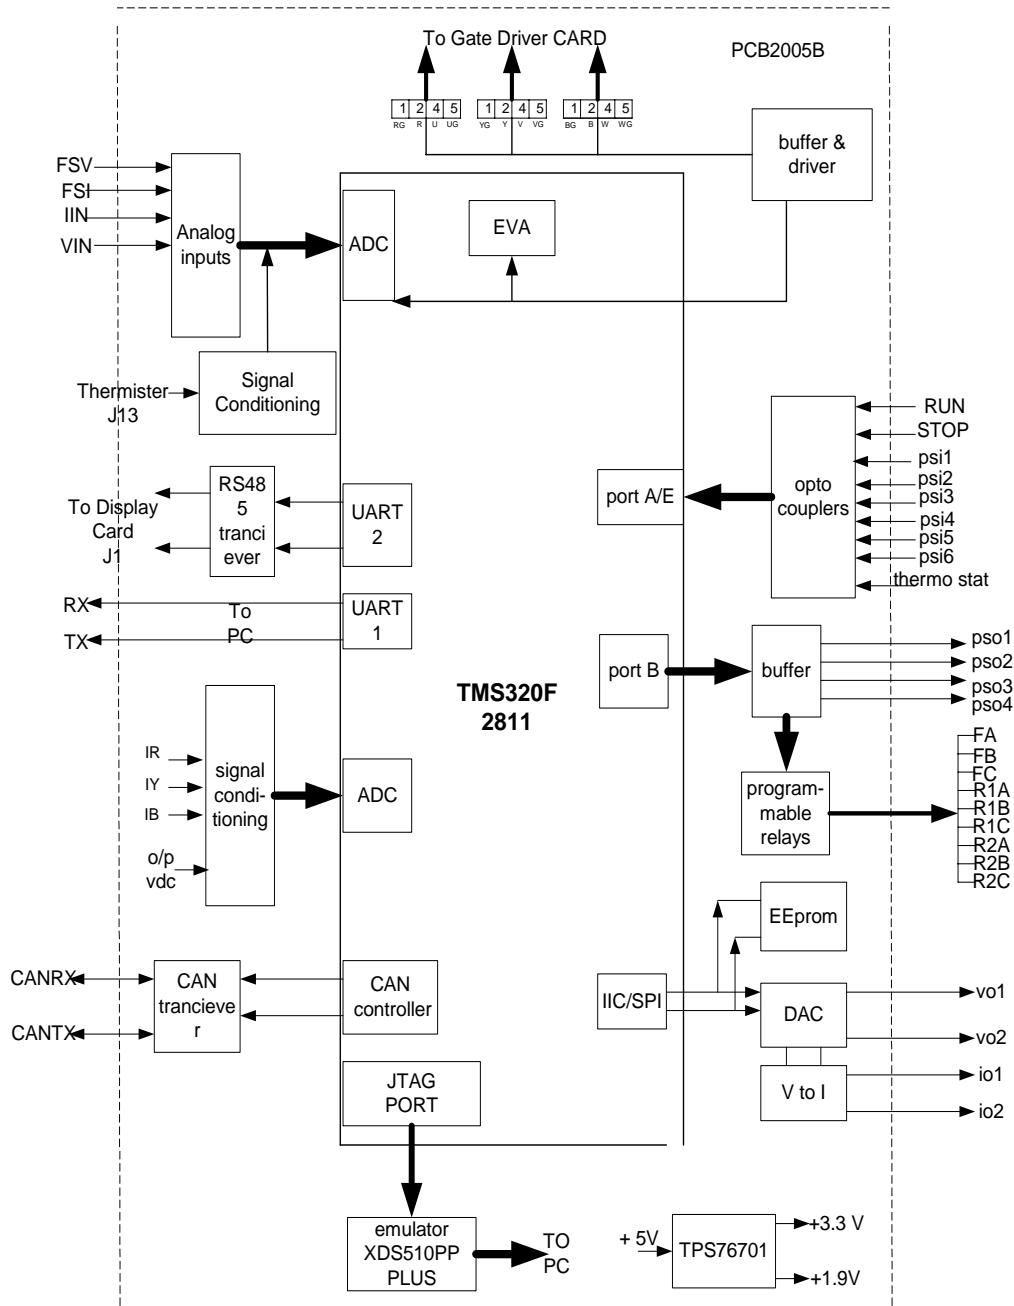 To Gate Driver CARD
PCB2005B
1 2 4 5
RG R U UG
1 2 4 5
YG Y V VG
1 2 4 5
BG B W WG
buffer &
driver
FSV
FSI
IIN
VIN
Analog
inputs
ADC
EVA
Thermister
J13
Signal
Conditioning
RUN
STOP
psi1
psi2
psi3
psi4
psi5
psi6
thermo stat
opto
couplers
port A/E
To Display
Card
J1
RS48
5
tranci
ever
UART
2
RX
TX
To
PC
UART
1
TMS320F
2811
port B
buffer
pso1
pso2
pso3
pso4
programmable
relays
FA
FB
FC
R1A
R1B
R1C
R2A
R2B
R2C
IR
IY
IB
o/p
vdc
signal
condi-
tioning
ADC
EEprom
CANRX
CANTX
CAN
trancieve
r
CAN
controller
IIC/SPI
DAC
V to I
vo1
vo2
io1
io2
JTAG
PORT
emulator
XDS510PP
PLUS
TO
PC
+ 5V
TPS76701
+3.3 V
+1.9V